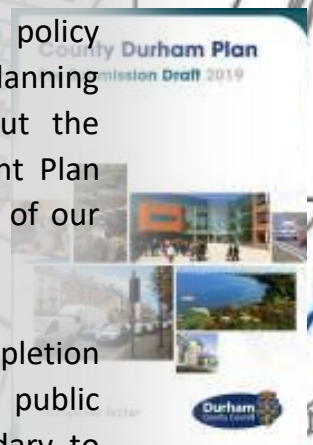 policy
County Durham Plan
lanning
mission Draft 2019
ut the
nt Plan
of our
pletion
public
Durham
County Council
dary to